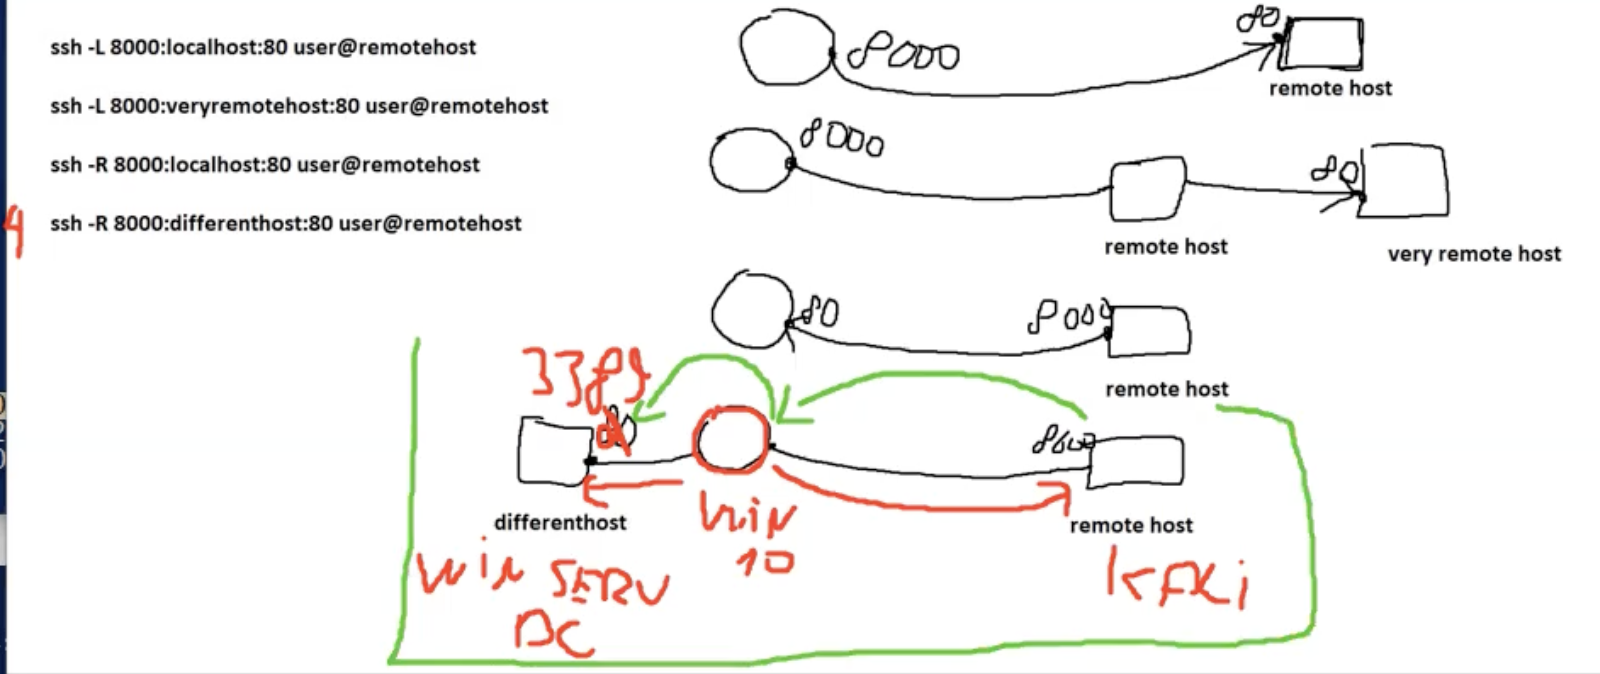 ssh -L 8000:localhost:80 user@remotehost
ssh -L 8000:veryremotehost:80 user@remotehost
ssh -R 8000:localhost:80 user@remotehost
4 ssh -R 8000:differenthost:80 user@remotehost
8000
80
remote host
8000
80
remote host
very remote host
80
8000
remote host
3389
8000
differenthost
remote host
WiN
10
WiN SERV
DC
KALi